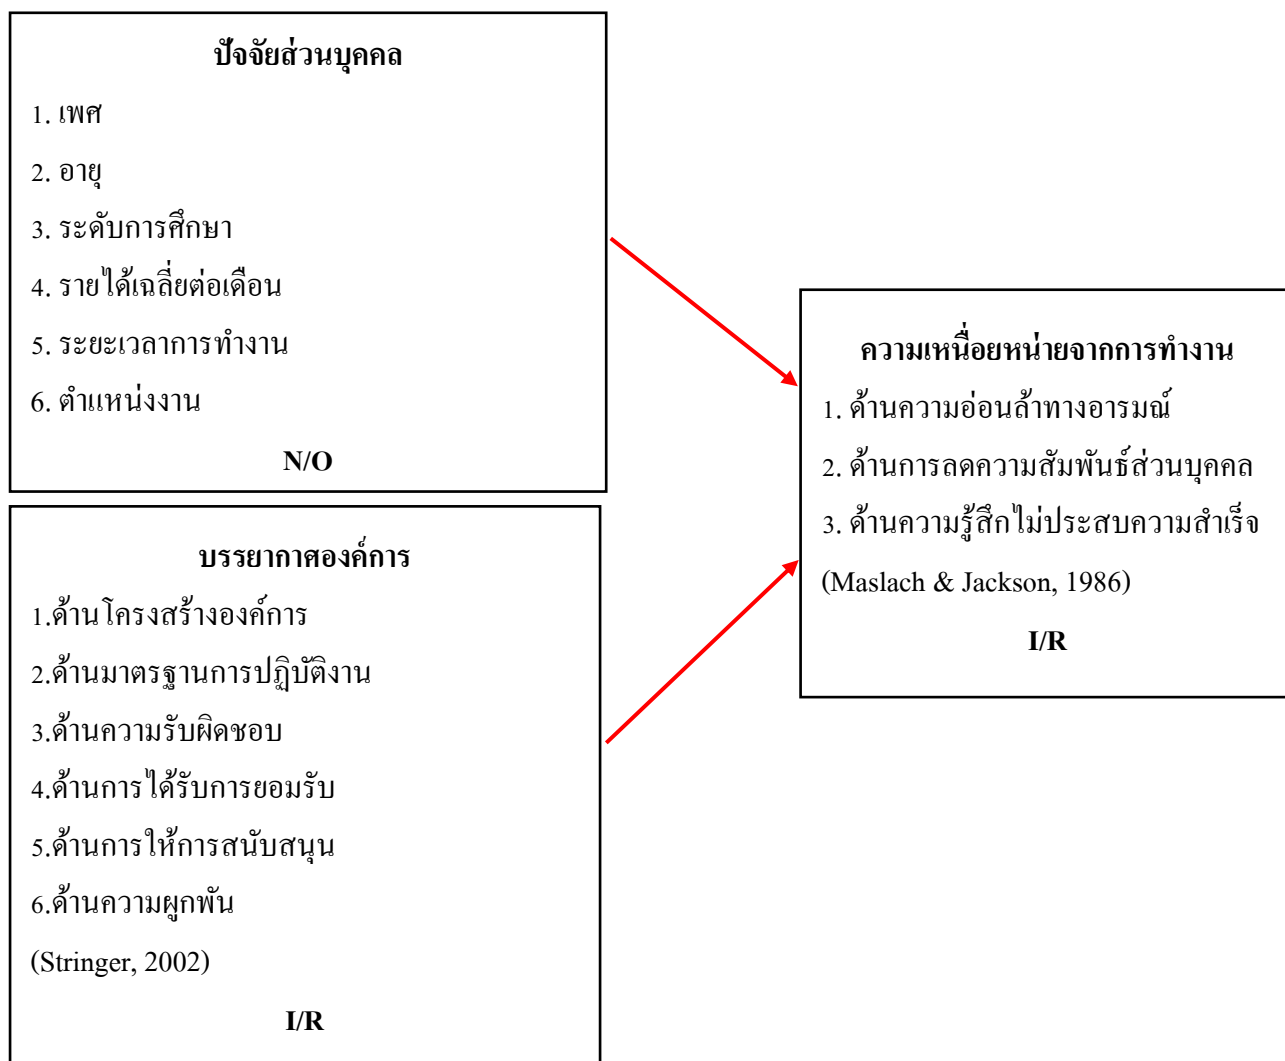 ปัจจัยส่วนบุคคล
1. เพศ
2. อายุ
3. ระดับการศึกษา
4. รายได้เฉลี่ยต่อเดือน
5. ระยะเวลาการทำงาน
6. ตำแหน่งงาน
N/O
บรรยากาศองค์การ
1.ด้านโครงสร้างองค์การ
2.ด้านมาตรฐานการปฏิบัติงาน
3.ด้านความรับผิดชอบ
4.ด้านการได้รับการยอมรับ
5.ด้านการให้การสนับสนุน
6.ด้านความผูกพัน
(Stringer, 2002)
I/R
ความเหนื่อยหน่ายจากการทำงาน
1. ด้านความอ่อนล้าทางอารมณ์
2. ด้านการลดความสัมพันธ์ส่วนบุคคล
3. ด้านความรู้สึกไม่ประสบความสำเร็จ
(Maslach & Jackson, 1986)
I/R